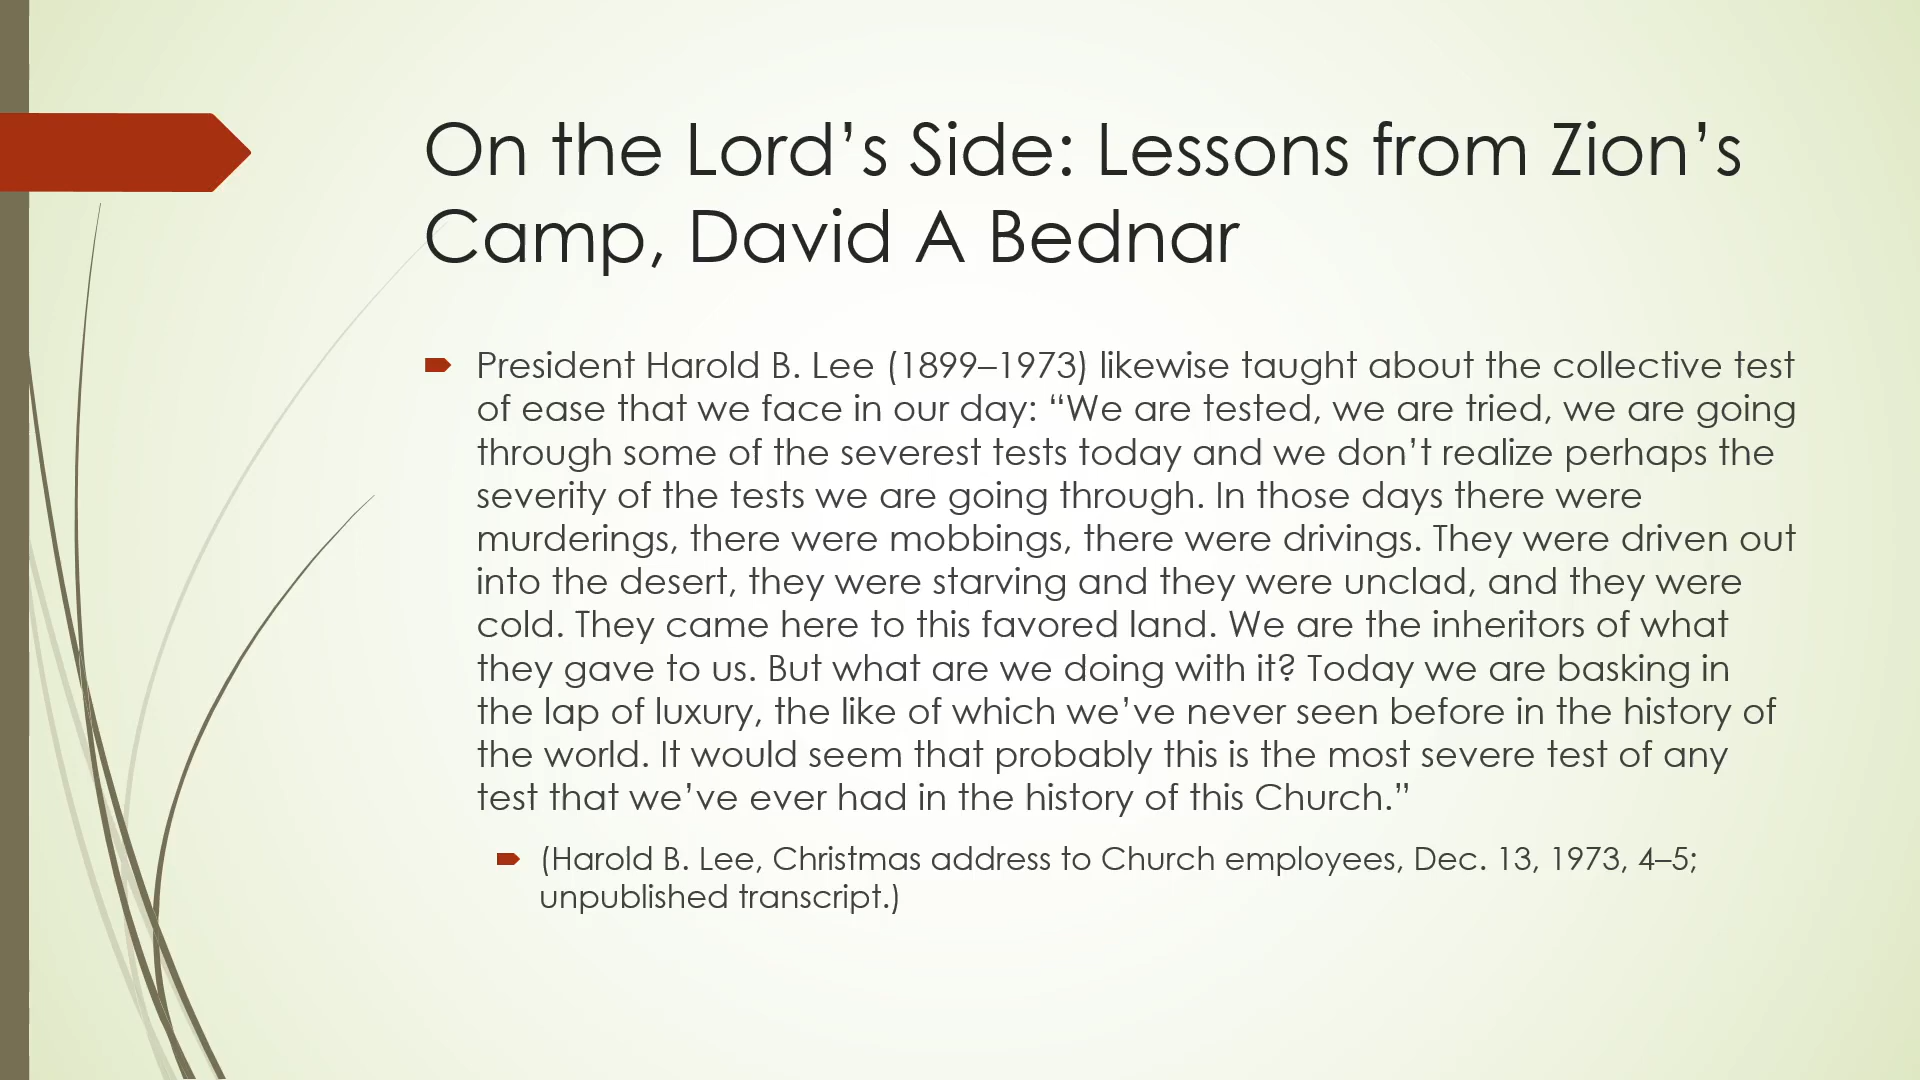 On the Lord’s Side: Lessons from Zion’s
Camp, David A Bednar
President Harold B. Lee (1899–1973) likewise taught about the collective test
of ease that we face in our day: “We are tested, we are tried, we are going
through some of the severest tests today and we don’t realize perhaps the
severity of the tests we are going through. In those days there were
murderings, there were mobbings, there were drivings. They were driven out
into the desert, they were starving and they were unclad, and they were
cold. They came here to this favored land. We are the inheritors of what
they gave to us. But what are we doing with it? Today we are basking in
the lap of luxury, the like of which we’ve never seen before in the history of
the world. It would seem that probably this is the most severe test of any
test that we’ve ever had in the history of this Church.”
(Harold B. Lee, Christmas address to Church employees, Dec. 13, 1973, 4–5;
unpublished transcript.)